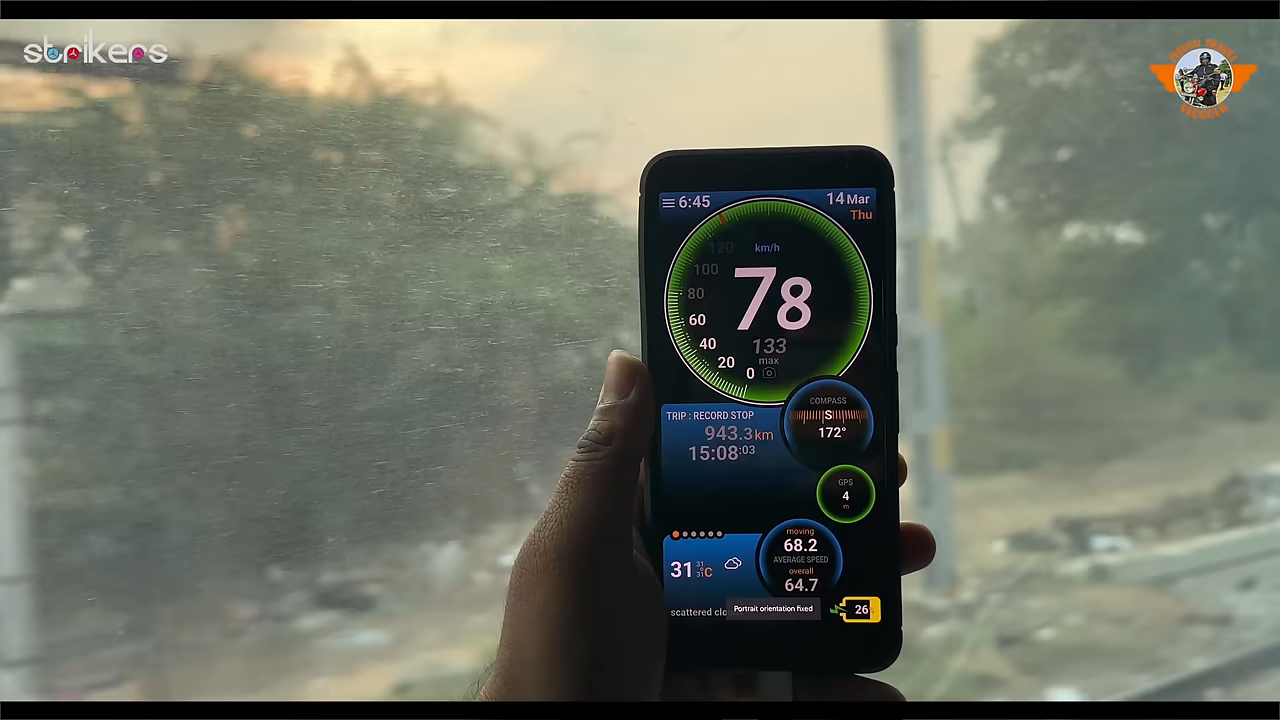 strikers
6:45
14 Mar
Thu
120
km/h
100
80
60
40
20
0
78
133
max
COMPASS
S
172°
TRIP : RECORD STOP
943.3km
15:08:03
GPS
4
m
moving
68.2
AVERAGE SPEED
overall
64.7
31
31
31
°C
scattered clo
Portrait orientation fixed
26